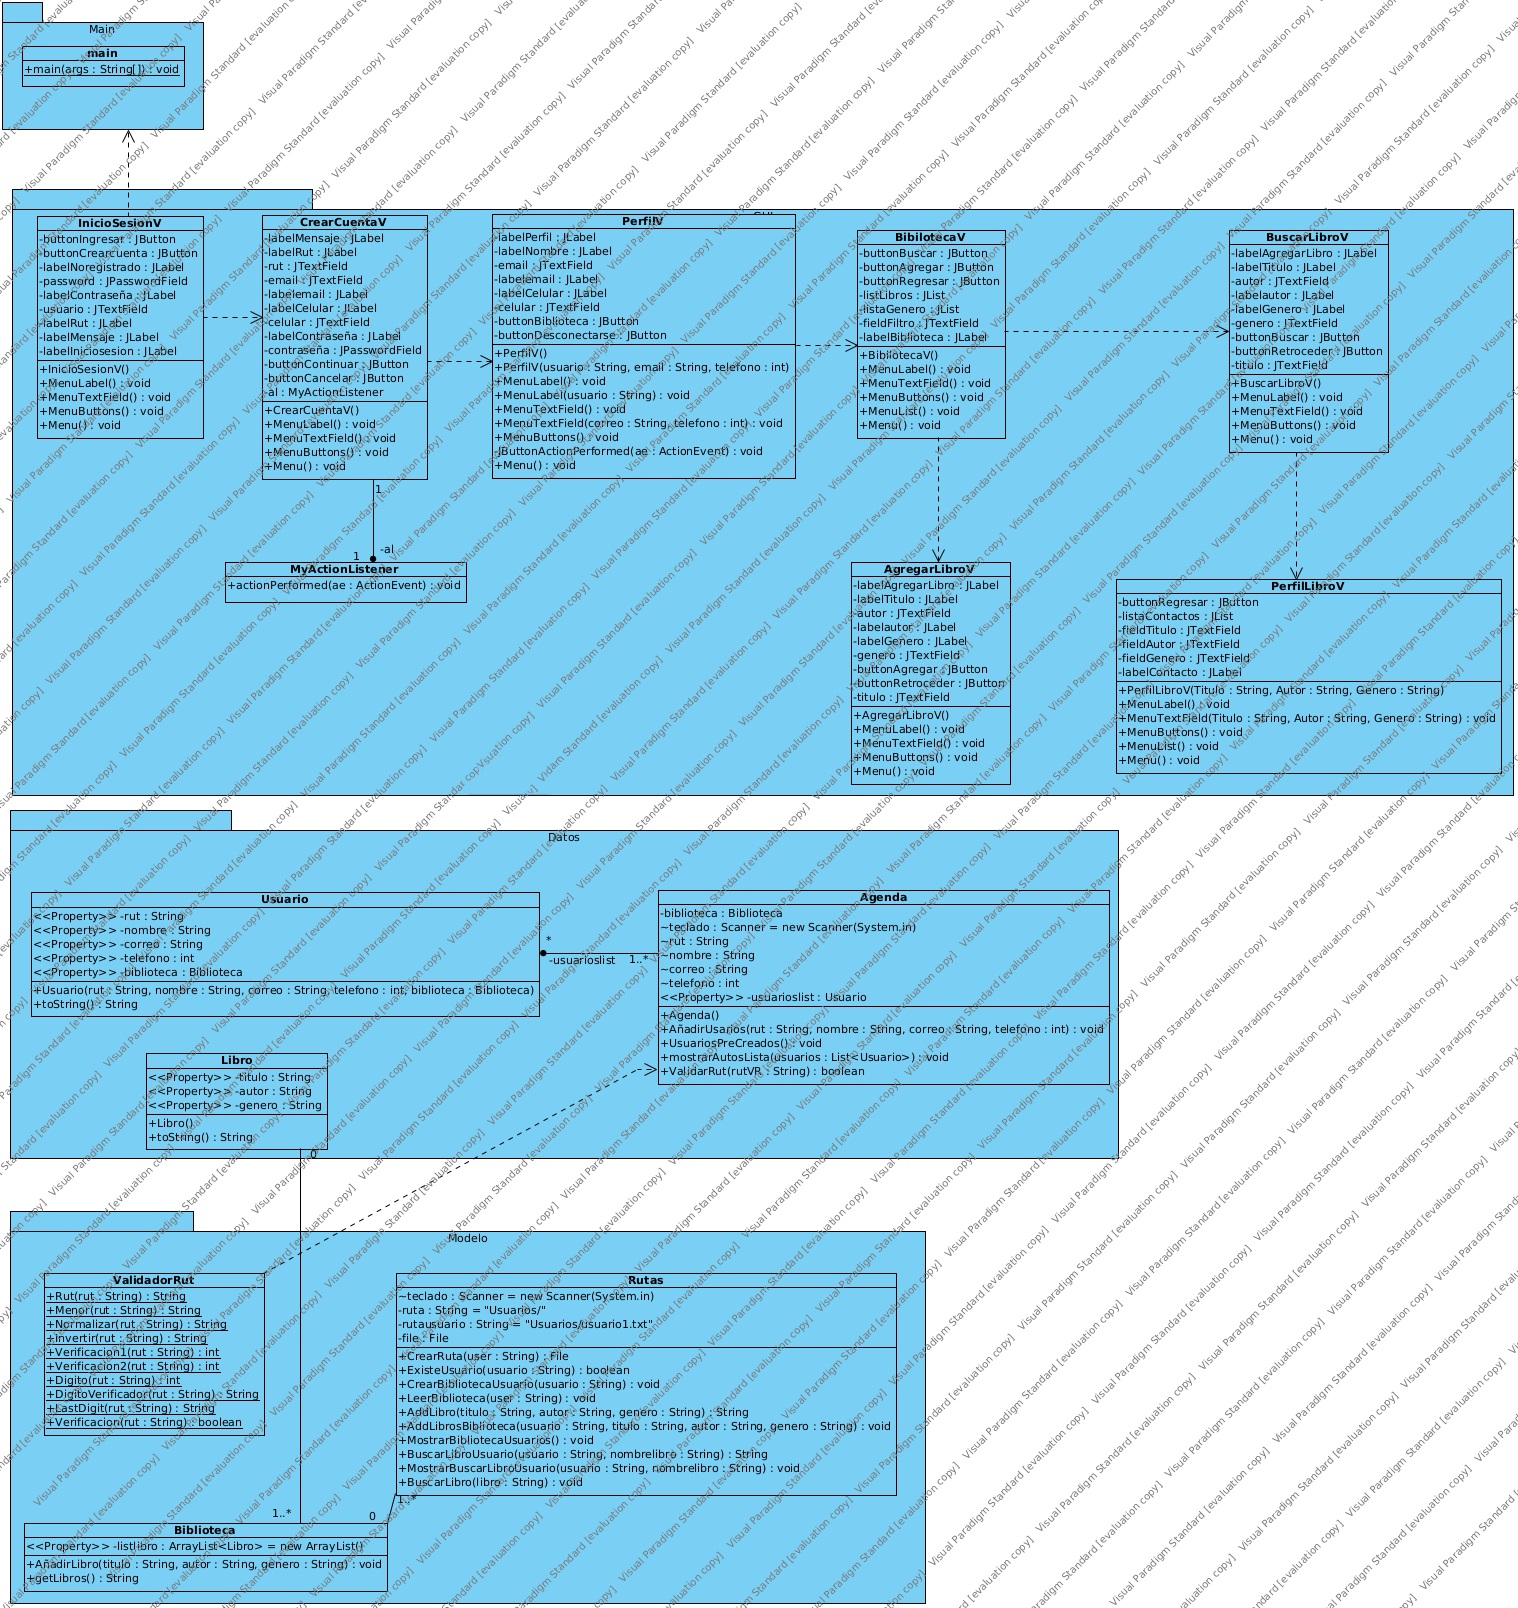 Main
main
+main(args : String[]) : void
GUI
InicioSesionV
-buttonIngresar : JButton
-buttonCrearcuenta : JButton
-labelNoregistrado : JLabel
-password : JPasswordField
-labelContraseña : JLabel
-usuario : JTextField
-labelRut : JLabel
-labelMensaje : JLabel
-labelIniciosesion : JLabel
+InicioSesionV()
+MenuLabel() : void
+MenuTextField() : void
+MenuButtons() : void
+Menu() : void
CrearCuentaV
-labelMensaje : JLabel
-labelRut : JLabel
-rut : JTextField
-email : JTextField
-labelemail : JLabel
-labelCelular : JLabel
-celular : JTextField
-labelContraseña : JLabel
-contraseña : JPasswordField
-buttonContinuar : JButton
-buttonCancelar : JButton
-al : MyActionListener
+CrearCuentaV()
+MenuLabel() : void
+MenuTextField() : void
+MenuButtons() : void
+Menu() : void
PerfilV
-labelPerfil : JLabel
-labelNombre : JLabel
-email : JTextField
-labelemail : JLabel
-labelCelular : JLabel
-celular : JTextField
-buttonBiblioteca : JButton
-buttonDesconectarse : JButton
+PerfilV()
+PerfilV(usuario : String, email : String, telefono : int)
+MenuLabel() : void
+MenuLabel(usuario : String) : void
+MenuTextField() : void
+MenuTextField(correo : String, telefono : int) : void
+MenuButtons() : void
-JButtonActionPerformed(ae : ActionEvent) : void
+Menu() : void
BibilotecaV
-buttonBuscar : JButton
-buttonAgregar : JButton
-buttonRegresar : JButton
-listLibros : JList
-listaGenero : JList
-fieldFiltro : JTextField
-labelBiblioteca : JLabel
+BibilotecaV()
+MenuLabel() : void
+MenuTextField() : void
+MenuButtons() : void
+MenuList() : void
+Menu() : void
BuscarLibroV
-labelAgregarLibro : JLabel
-labelTitulo : JLabel
-autor : JTextField
-labelautor : JLabel
-labelGenero : JLabel
-genero : JTextField
-buttonBuscar : JButton
-buttonRetroceder : JButton
-titulo : JTextField
+BuscarLibroV()
+MenuLabel() : void
+MenuTextField() : void
+MenuButtons() : void
+Menu() : void
1
1
-al
MyActionListener
+actionPerformed(ae : ActionEvent) : void
AgregarLibroV
-labelAgregarLibro : JLabel
-labelTitulo : JLabel
-autor : JTextField
-labelautor : JLabel
-labelGenero : JLabel
-genero : JTextField
-buttonAgregar : JButton
-buttonRetroceder : JButton
-titulo : JTextField
+AgregarLibroV()
+MenuLabel() : void
+MenuTextField() : void
+MenuButtons() : void
+Menu() : void
PerfilLibroV
-buttonRegresar : JButton
-listaContactos : JList
-fieldTitulo : JTextField
-fieldAutor : JTextField
-fieldGenero : JTextField
-labelContacto : JLabel
+PerfilLibroV(Titulo : String, Autor : String, Genero : String)
+MenuLabel() : void
+MenuTextField(Titulo : String, Autor : String, Genero : String) : void
+MenuButtons() : void
+MenuList() : void
+Menu() : void
Datos
Usuario
<<Property>> -rut : String
<<Property>> -nombre : String
<<Property>> -correo : String
<<Property>> -telefono : int
<<Property>> -biblioteca : Biblioteca
+Usuario(rut : String, nombre : String, correo : String, telefono : int, biblioteca : Biblioteca)
+toString() : String
*
-usuarioslist
1..*
Agenda
-biblioteca : Biblioteca
~teclado : Scanner = new Scanner(System.in)
~rut : String
~nombre : String
~correo : String
~telefono : int
<<Property>> -usuarioslist : Usuario
+Agenda()
+AñadirUsarios(rut : String, nombre : String, correo : String, telefono : int) : void
+UsuariosPreCreados() : void
+mostrarAutosLista(usuarios : List<Usuario>) : void
+ValidarRut(rutVR : String) : boolean
Libro
<<Property>> -titulo : String
<<Property>> -autor : String
<<Property>> -genero : String
+Libro()
+toString() : String
0
Modelo
ValidadorRut
+Rut(rut : String) : String
+Menor(rut : String) : String
+Normalizar(rut : String) : String
+invertir(rut : String) : String
+Verificacion1(rut : String) : int
+Verificacion2(rut : String) : int
+Digito(rut : String) : int
+DigitoVerificador(rut : String) : String
+LastDigit(rut : String) : String
+Verificacion(rut : String) : boolean
Rutas
~teclado : Scanner = new Scanner(System.in)
-ruta : String = "Usuarios/"
-rutausuario : String = "Usuarios/usuario1.txt"
-file : File
+CrearRuta(user : String) : File
+ExisteUsuario(usuario : String) : boolean
+CrearBibliotecaUsuario(usuario : String) : void
+LeerBiblioteca(user : String) : void
+AddLibro(titulo : String, autor : String, genero : String) : String
+AddLibrosBiblioteca(usuario : String, titulo : String, autor : String, genero : String) : void
+MostrarBibliotecaUsuarios() : void
+BuscarLibroUsuario(usuario : String, nombrelibro : String) : String
+MostrarBuscarLibroUsuario(usuario : String, nombrelibro : String) : void
+BuscarLibro(libro : String) : void
1..*
1..*
0
Biblioteca
<<Property>> -listlibro : ArrayList<Libro> = new ArrayList()
+AñadirLibro(titulo : String, autor : String, genero : String) : void
+getLibros() : String
Visual Paradigm Standard [evaluation copy]